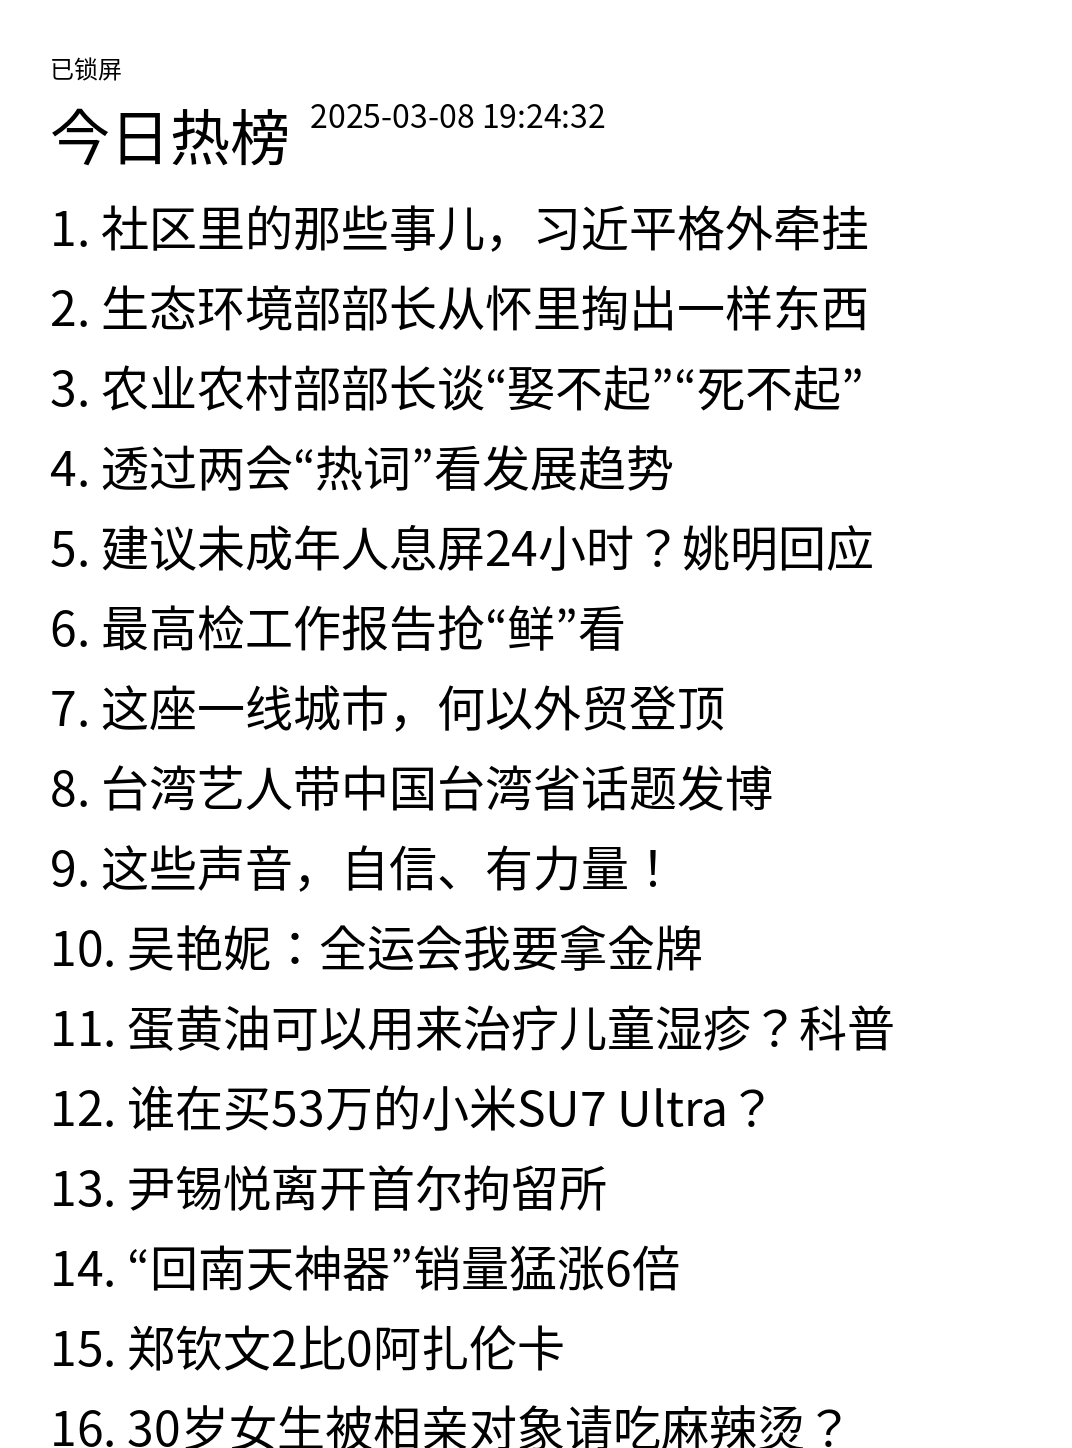 已锁屏
今日热榜 2025-03-08 19:24:32
1. 社区里的那些事儿，习近平格外牵挂
2. 生态环境部部长从怀里掏出一样东西
3. 农业农村部部长谈“娶不起”“死不起”
4. 透过两会“热词”看发展趋势
5. 建议未成年人息屏24小时？姚明回应
6. 最高检工作报告抢“鲜”看
7. 这座一线城市，何以外贸登顶
8. 台湾艺人带中国台湾省话题发博
9. 这些声音，自信、有力量！
10. 吴艳妮：全运会我要拿金牌
11. 蛋黄油可以用来治疗儿童湿疹？科普
12. 谁在买53万的小米SU7 Ultra？
13. 尹锡悦离开首尔拘留所
14. “回南天神器”销量猛涨6倍
15. 郑钦文2比0阿扎伦卡
16. 30岁女生被相亲对象请吃麻辣烫？